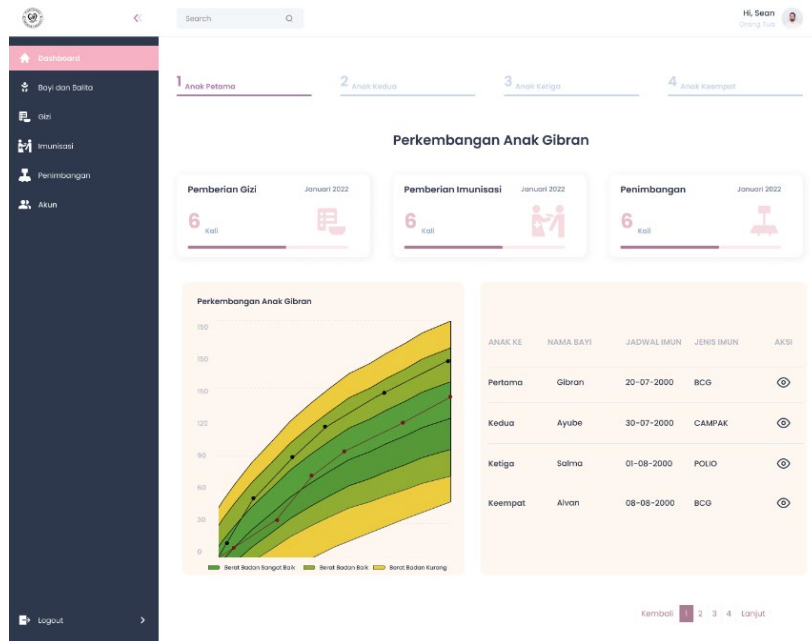 Search
Hi, Sean
Orang Tua
Dashboard
Bayi dan Balita
Gizi
Imunisasi
Penimbangan
Akun
Logout
1 Anak Petama
2 Anak Kedua
3 Anak Ketiga
4 Anak Keempat
Perkembangan Anak Gibran
Pemberian Gizi Januari 2022
6 Kali
Pemberian Imunisasi Januari 2022
6 Kali
Penimbangan Januari 2022
6 Kali
Perkembangan Anak Gibran
150
150
150
120
90
60
30
0
Berat Badan Sangat Baik Berat Badan Baik Berat Badan Kurang
ANAK KE NAMA BAYI JADWAL IMUN JENIS IMUN AKSI
Pertama Gibran 20-07-2000 BCG
Kedua Ayube 30-07-2000 CAMPAK
Ketiga Salma 01-08-2000 POLIO
Keempat Alvan 08-08-2000 BCG
Kembali 1 2 3 4 Lanjut